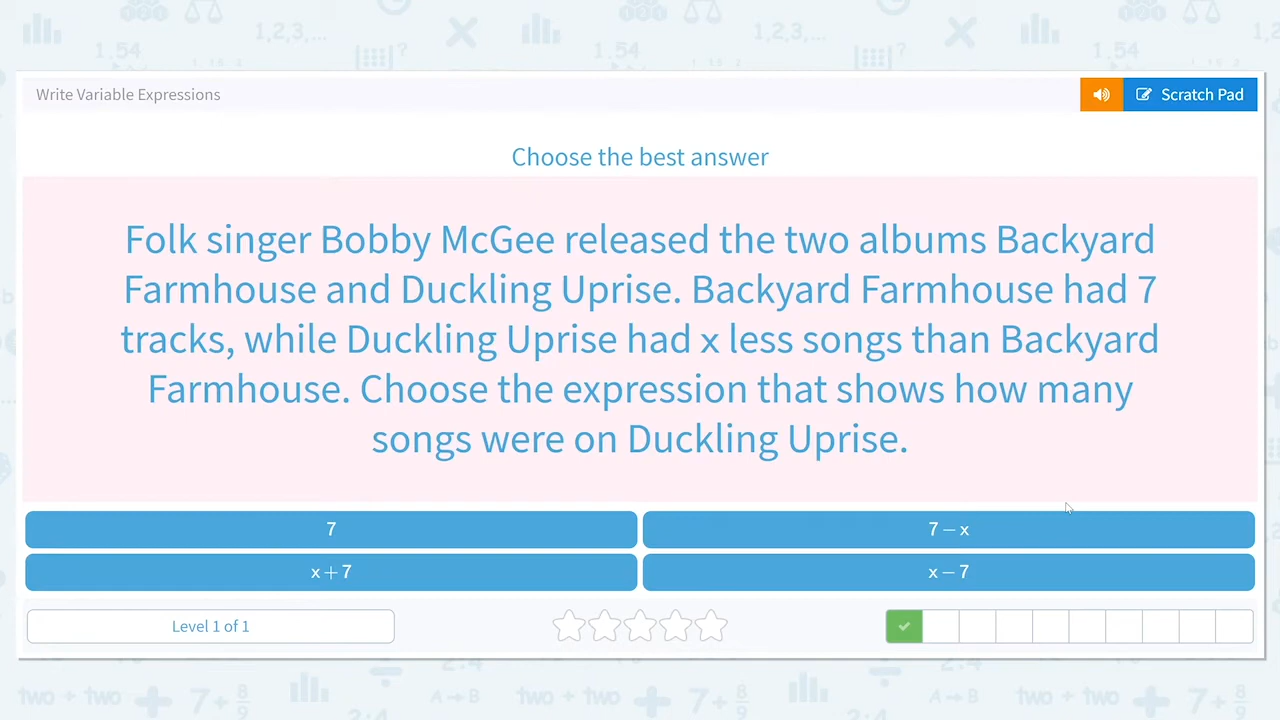 Write Variable Expressions
Scratch Pad
Choose the best answer
Folk singer Bobby McGee released the two albums Backyard
Farmhouse and Duckling Uprise. Backyard Farmhouse had 7
tracks, while Duckling Uprise had x less songs than Backyard
Farmhouse. Choose the expression that shows how many
songs were on Duckling Uprise.
7
7 − x
x + 7
x − 7
Level 1 of 1